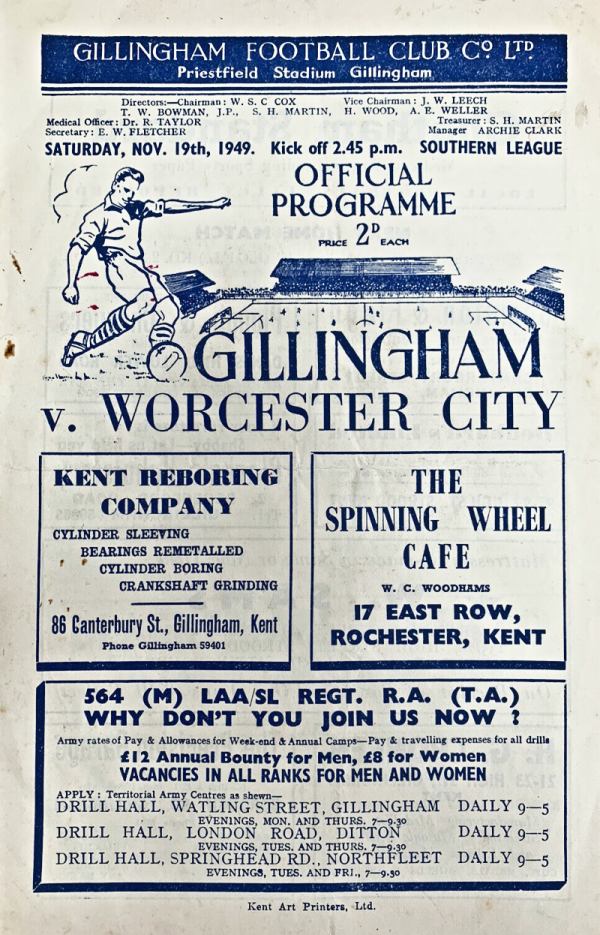 GILLINGHAM FOOTBALL CLUB Co LTD.
Priestfield Stadium Gillingham
Directors:—Chairman: W. S. C COX Vice Chairman: J. W. LEECH
T. W. BOWMAN, J.P., S. H. MARTIN, H. WOOD, A. E. WELLER
Medical Officer: Dr. R. TAYLOR Treasurer: S. H. MARTIN
Secretary: E. W. FLETCHER Manager ARCHIE CLARK
SATURDAY, NOV. 19th, 1949. Kick off 2.45 p.m. SOUTHERN LEAGUE
OFFICIAL
PROGRAMME
PRICE 2D EACH
GILLINGHAM
v. WORCESTER CITY
KENT REBORING
COMPANY
CYLINDER SLEEVING
BEARINGS REMETALLED
CYLINDER BORING
CRANKSHAFT GRINDING
86 Canterbury St., Gillingham, Kent
Phone Gillingham 59401
THE
SPINNING WHEEL
CAFE
W. C. WOODHAMS
17 EAST ROW,
ROCHESTER, KENT
564 (M) LAA/SL REGT. R.A. (T.A.)
WHY DON'T YOU JOIN US NOW ?
Army rates of Pay & Allowances for Week-end & Annual Camps—Pay & travelling expenses for all drills
£12 Annual Bounty for Men, £8 for Women
VACANCIES IN ALL RANKS FOR MEN AND WOMEN
APPLY : Territorial Army Centres as shewn—
DRILL HALL, WATLING STREET, GILLINGHAM DAILY 9—5
EVENINGS, MON. AND THURS. 7—9.30
DRILL HALL, LONDON ROAD, DITTON DAILY 9—5
EVENINGS, TUES. AND THURS. 7—9.30
DRILL HALL, SPRINGHEAD RD., NORTHFLEET DAILY 9—5
EVENINGS, TUES. AND FRI., 7—9.30
Kent Art Printers, Ltd.